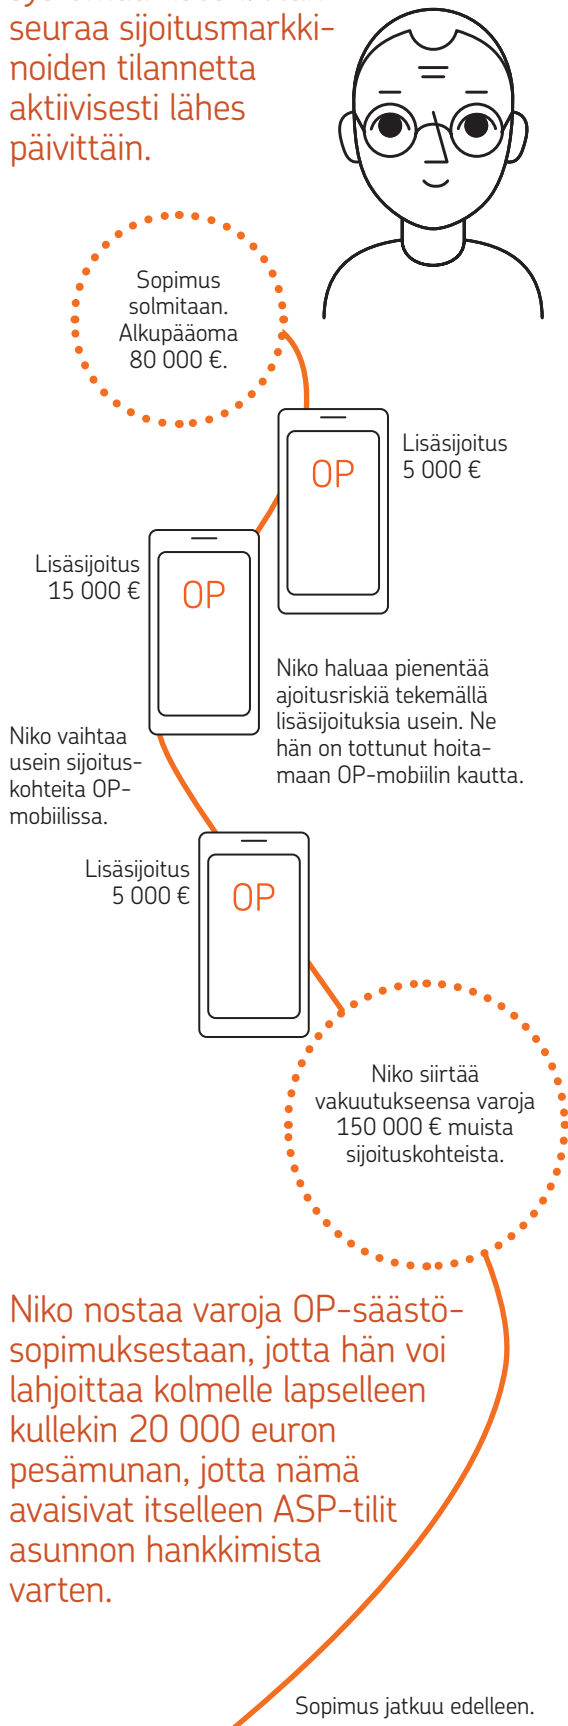 seuraa sijoitusmarkki-
noiden tilannetta
aktiivisesti lähes
päivittäin.
Sopimus
solmitaan.
Alkupääoma
80 000 €.
OP
Lisäsijoitus
5 000 €
Lisäsijoitus
15 000 €
OP
Niko haluaa pienentää
ajoitusriskiä tekemällä
lisäsijoituksia usein. Ne
hän on tottunut hoita-
maan OP-mobiilin kautta.
Niko vaihtaa
usein sijoitus-
kohteita OP-
mobiilissa.
Lisäsijoitus
5 000 €
OP
Niko siirtää
vakuutukseensa varoja
150 000 € muista
sijoituskohteista.
Niko nostaa varoja OP-säästö-
sopimuksestaan, jotta hän voi
lahjoittaa kolmelle lapselleen
kullekin 20 000 euron
pesämunan, jotta nämä
avaisivat itselleen ASP-tilit
asunnon hankkimista
varten.
Sopimus jatkuu edelleen.